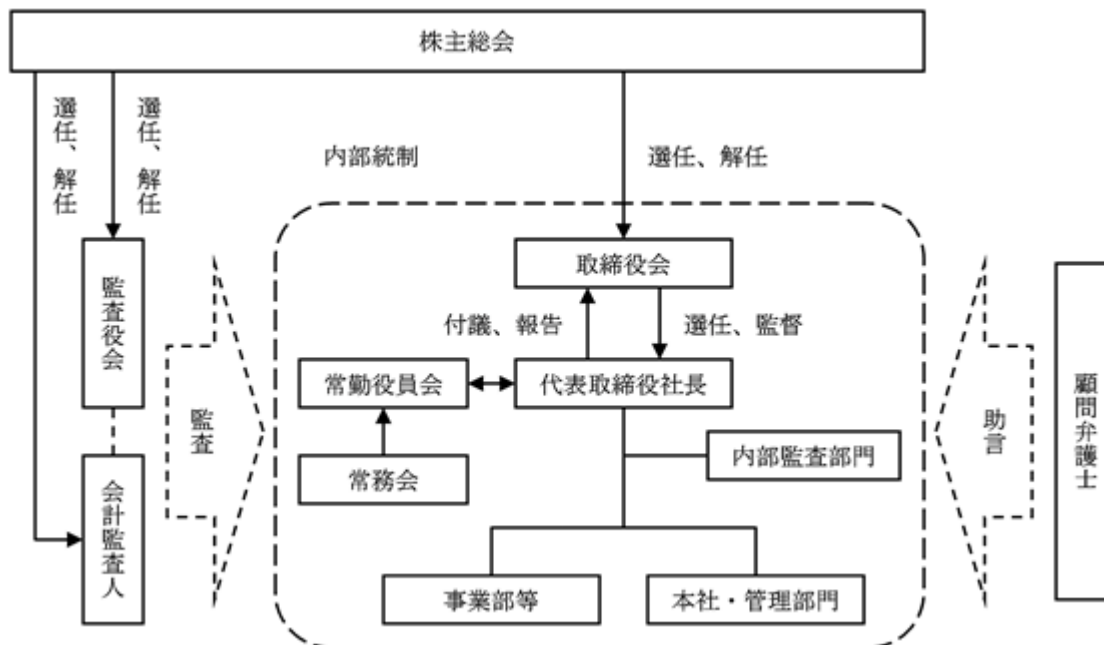 株主総会
選任、解任
選任、解任
内部統制
選任、解任
監査役会
取締役会
付議、報告
選任、監督
常勤役員会
代表取締役社長
監査
助言
顧問弁護士
内部監査部門
常務会
会計監査人
事業部等
本社・管理部門